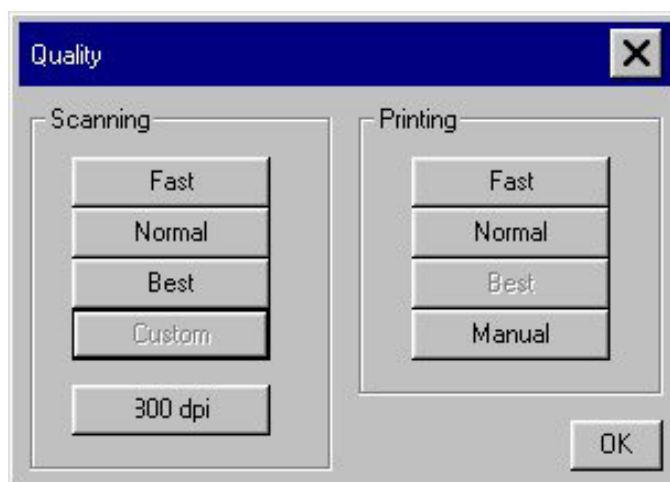 Quality
Scanning
Fast
Normal
Best
Custom
300 dpi
Printing
Fast
Normal
Best
Manual
OK